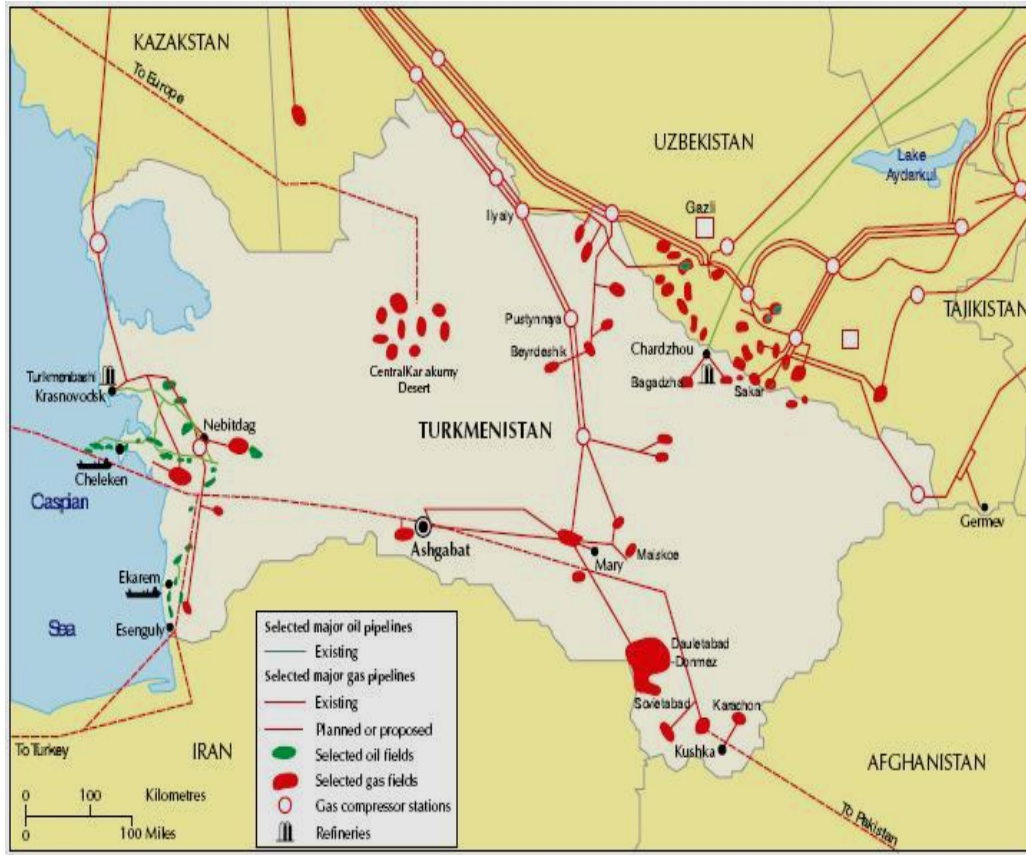 KAZAKSTAN
To Europe
UZBEKISTAN
Lake
Aydarkul
Gazli
Ilyaly
TAJIKISTAN
Pustynnaya
Beyrdeshik
Chardzhou
Bagadzha
Sakar
Central Karakumy
Desert
Turkmenbashi
Krasnovodsk
Nebitdag
TURKMENISTAN
Cheleken
Caspian
Sea
Ashgabat
Mary
Maiskoe
Germev
Ekarem
Esenguly
Dauletabad
-Donmez
Sovietabad
Karachon
Kushka
To Turkey
IRAN
AFGHANISTAN
To Pakistan
Selected major oil pipelines
Existing
Selected major gas pipelines
Existing
Planned or proposed
Selected oil fields
Selected gas fields
Gas compressor stations
Refineries
0 100 Kilometres
0 100 Miles